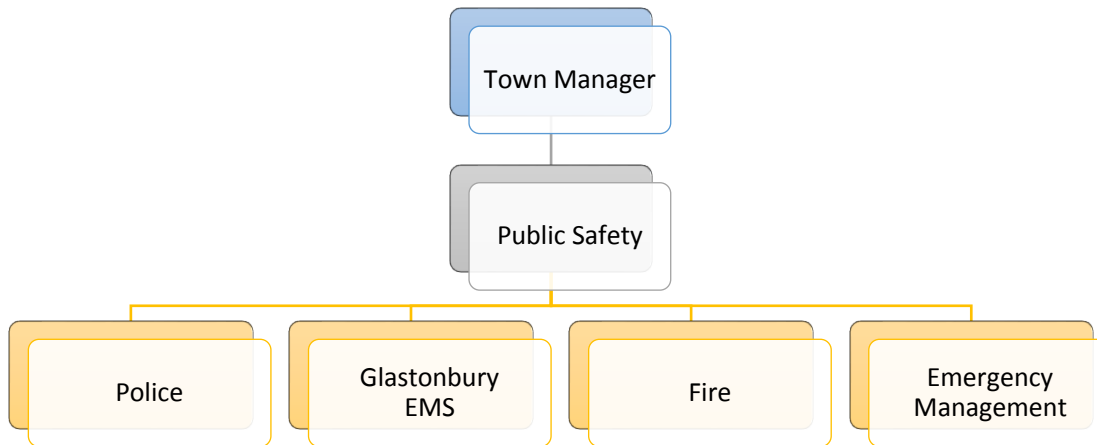 Town Manager
Public Safety
Police
Glastonbury
EMS
Fire
Emergency
Management